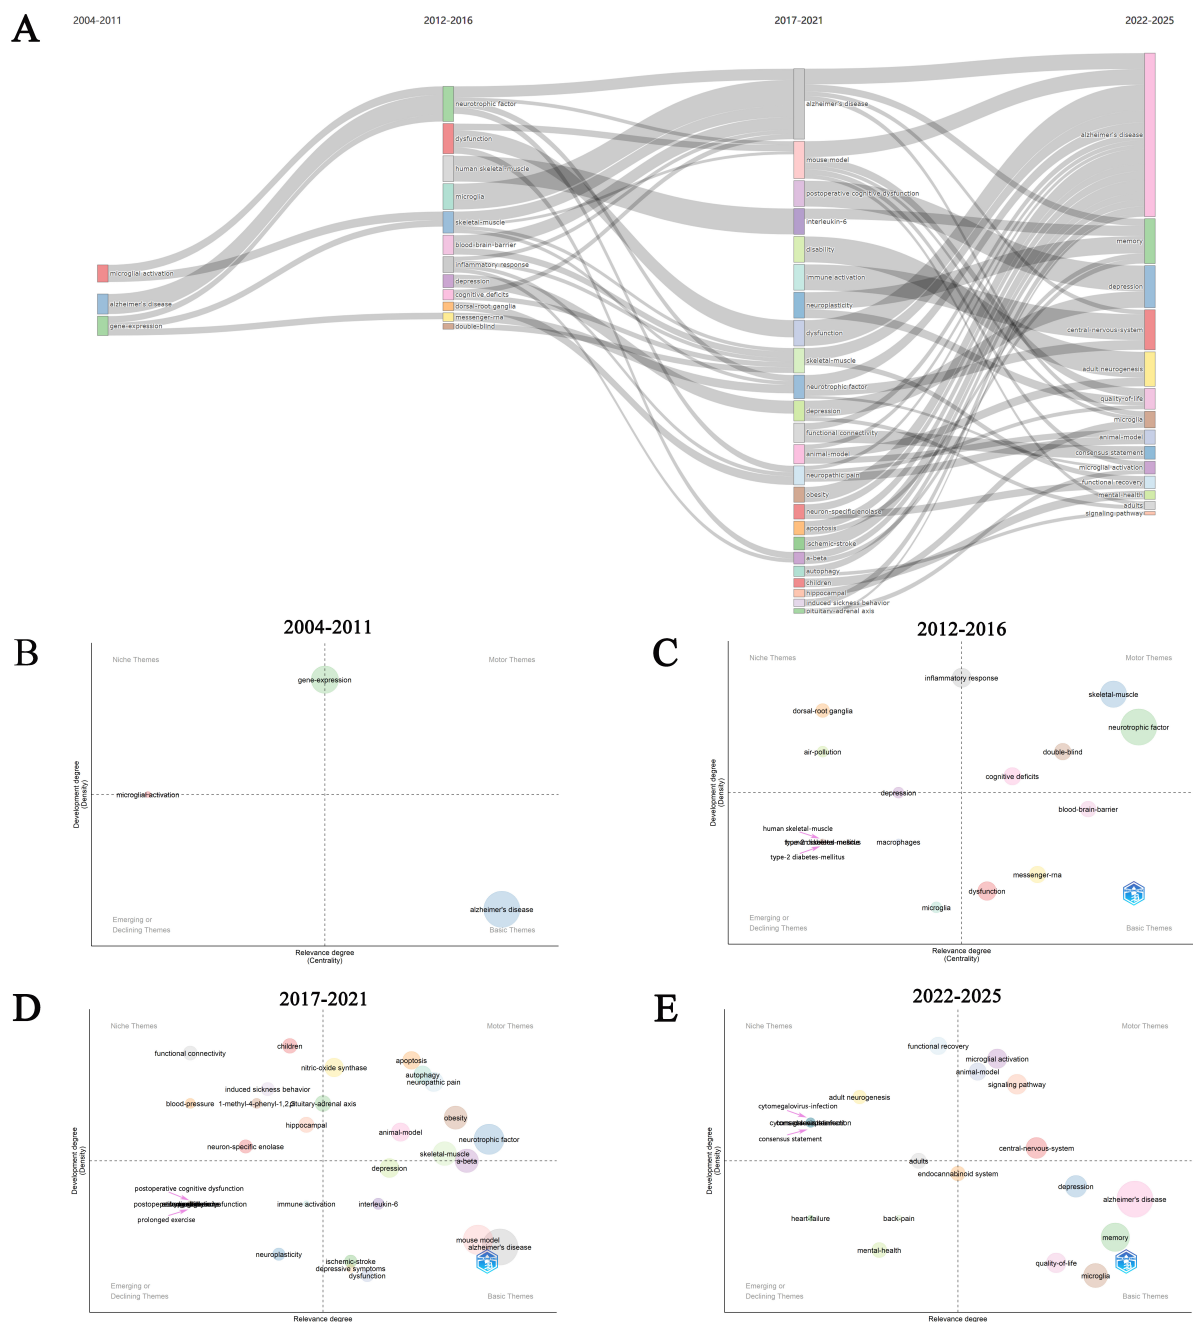 A
2004-2011
2012-2016
2017-2021
2022-2025
microglial activation
alzheimer's disease
gene-expression
neurotrophic factor
dysfunction
human skeletal-muscle
microglia
skeletal-muscle
blood-brain-barrier
inflammatory response
depression
cognitive deficits
dorsal-root ganglia
messenger-rna
double-blind
alzheimer's disease
mouse model
postoperative cognitive dysfunction
interleukin-6
disability
immune activation
neuroplasticity
dysfunction
skeletal-muscle
neurotrophic factor
depression
functional connectivity
animal-model
neuropathic pain
obesity
neuron-specific enolase
apoptosis
ischemic-stroke
a-beta
autophagy
children
hippocampal
induced sickness behavior
pituitary-adrenal axis
alzheimer's disease
memory
depression
central-nervous-system
adult neurogenesis
quality-of-life
microglia
animal-model
consensus statement
microglial activation
functional recovery
mental-health
adults
signaling pathway
B
2004-2011
Niche Themes
Motor Themes
gene-expression
microglial activation
alzheimer's disease
Emerging or
Declining Themes
Basic Themes
Development degree
(Density)
Relevance degree
(Centrality)
C
2012-2016
Niche Themes
Motor Themes
inflammatory response
skeletal-muscle
dorsal-root ganglia
neurotrophic factor
air-pollution
double-blind
cognitive deficits
depression
blood-brain-barrier
human skeletal-muscle
macrophages
type-2 diabetes-mellitus
messenger-rna
dysfunction
microglia
Emerging or
Declining Themes
Basic Themes
Development degree
(Density)
Relevance degree
(Centrality)
D
2017-2021
Niche Themes
Motor Themes
children
functional connectivity
apoptosis
nitric-oxide synthase
autophagy
neuropathic pain
induced sickness behavior
blood-pressure
1-methyl-4-phenyl-1,2,3
pituitary-adrenal axis
obesity
hippocampal
animal-model
neurotrophic factor
neuron-specific enolase
skeletal-muscle
a-beta
depression
postoperative cognitive dysfunction
immune activation
interleukin-6
prolonged exercise
mouse model
alzheimer's disease
neuroplasticity
ischemic-stroke
depressive symptoms
dysfunction
Emerging or
Declining Themes
Basic Themes
Development degree
(Density)
Relevance degree
E
2022-2025
Niche Themes
Motor Themes
functional recovery
microglial activation
animal-model
signaling pathway
adult neurogenesis
cytomegalovirus-infection
consensus statement
central-nervous-system
adults
endocannabinoid system
depression
alzheimer's disease
heart-failure
back-pain
memory
mental-health
quality-of-life
microglia
Emerging or
Declining Themes
Basic Themes
Development degree
(Density)
Relevance degree